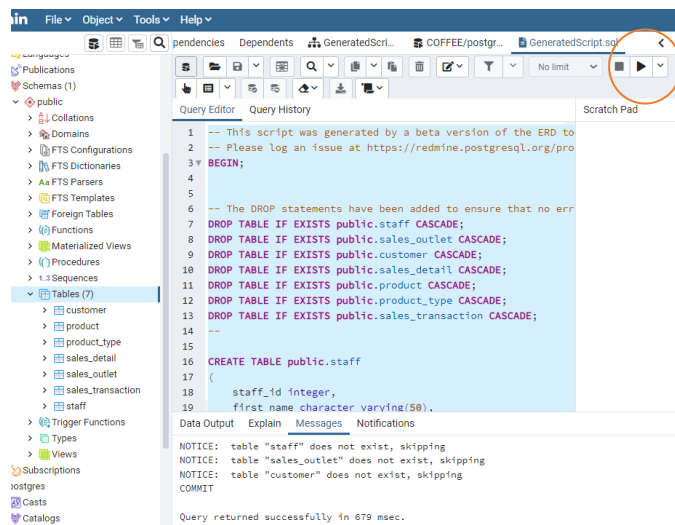 in File Object Tools Help
pendencies Dependents GeneratedScri... COFFEE/postgr... GeneratedScript.sql
No limit
Query Editor Query History Scratch Pad
Languages
Publications
Schemas (1)
public
Collations
Domains
FTS Configurations
FTS Dictionaries
Aa FTS Parsers
FTS Templates
Foreign Tables
Functions
Materialized Views
Procedures
1..3 Sequences
Tables (7)
customer
product
product_type
sales_detail
sales_outlet
sales_transaction
staff
Trigger Functions
Types
Views
Subscriptions
ostgres
Casts
Catalogs
1 -- This script was generated by a beta version of the ERD to
2 -- Please log an issue at https://redmine.postgresql.org/pro
3 BEGIN;
4
5
6 -- The DROP statements have been added to ensure that no err
7 DROP TABLE IF EXISTS public.staff CASCADE;
8 DROP TABLE IF EXISTS public.sales_outlet CASCADE;
9 DROP TABLE IF EXISTS public.customer CASCADE;
10 DROP TABLE IF EXISTS public.sales_detail CASCADE;
11 DROP TABLE IF EXISTS public.product CASCADE;
12 DROP TABLE IF EXISTS public.product_type CASCADE;
13 DROP TABLE IF EXISTS public.sales_transaction CASCADE;
14 --
15
16 CREATE TABLE public.staff
17 (
18 staff_id integer,
19 first_name character varying(50),
Data Output Explain Messages Notifications
NOTICE: table "staff" does not exist, skipping
NOTICE: table "sales_outlet" does not exist, skipping
NOTICE: table "customer" does not exist, skipping
COMMIT
Query returned successfully in 679 msec.